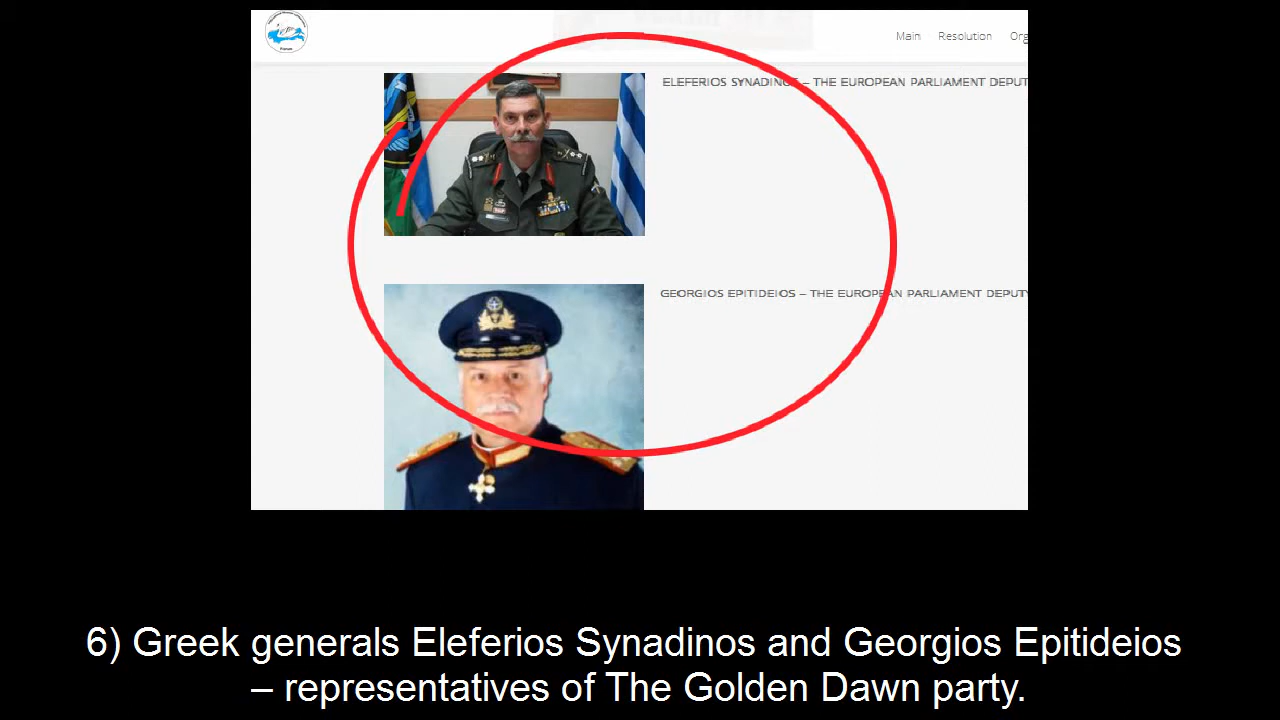 Main Resolution
ELEFERIOS SYNADINOS – THE EUROPEAN PARLIAMENT DEPUT
GEORGIOS EPITIDEIOS – THE EUROPEAN PARLIAMENT DEPUTY
6) Greek generals Eleferios Synadinos and Georgios Epitideios
– representatives of The Golden Dawn party.